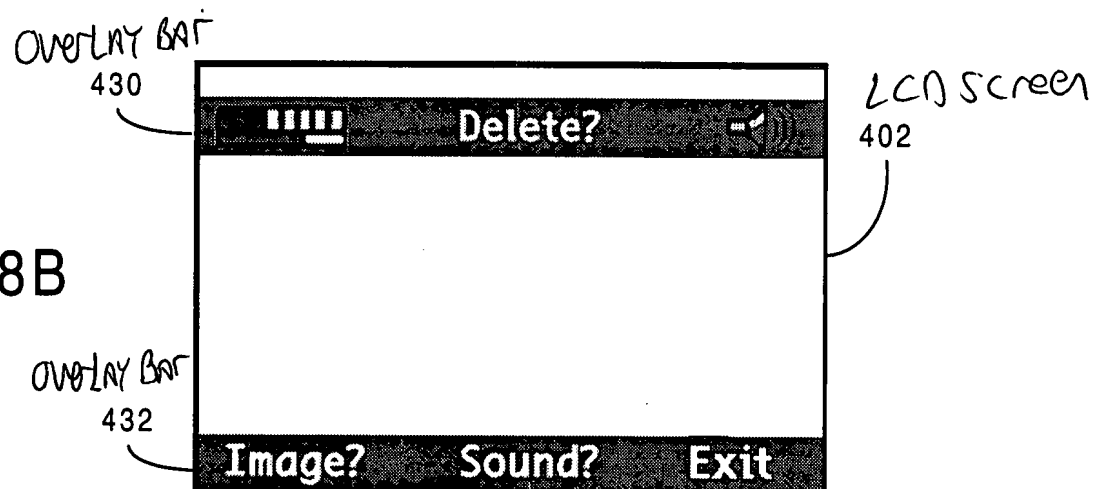 OVERLAY BAR
430
LCD SCREEN
402
Delete?
8B
OVERLAY BAR
432
Image? Sound? Exit